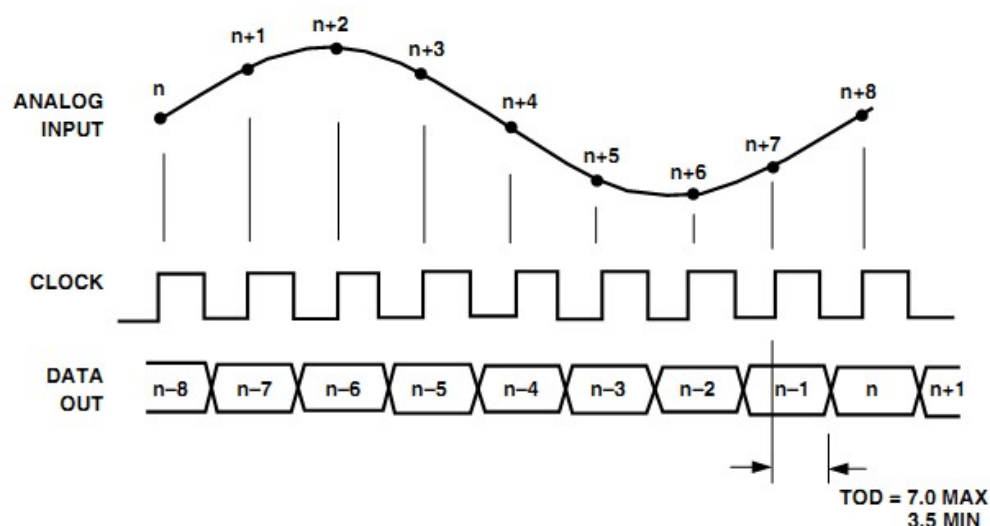 n
n+1
n+2
n+3
n+4
n+5
n+6
n+7
n+8
ANALOG
INPUT
CLOCK
DATA
OUT
n–8
n–7
n–6
n–5
n–4
n–3
n–2
n–1
n
n+1
TOD = 7.0 MAX
3.5 MIN